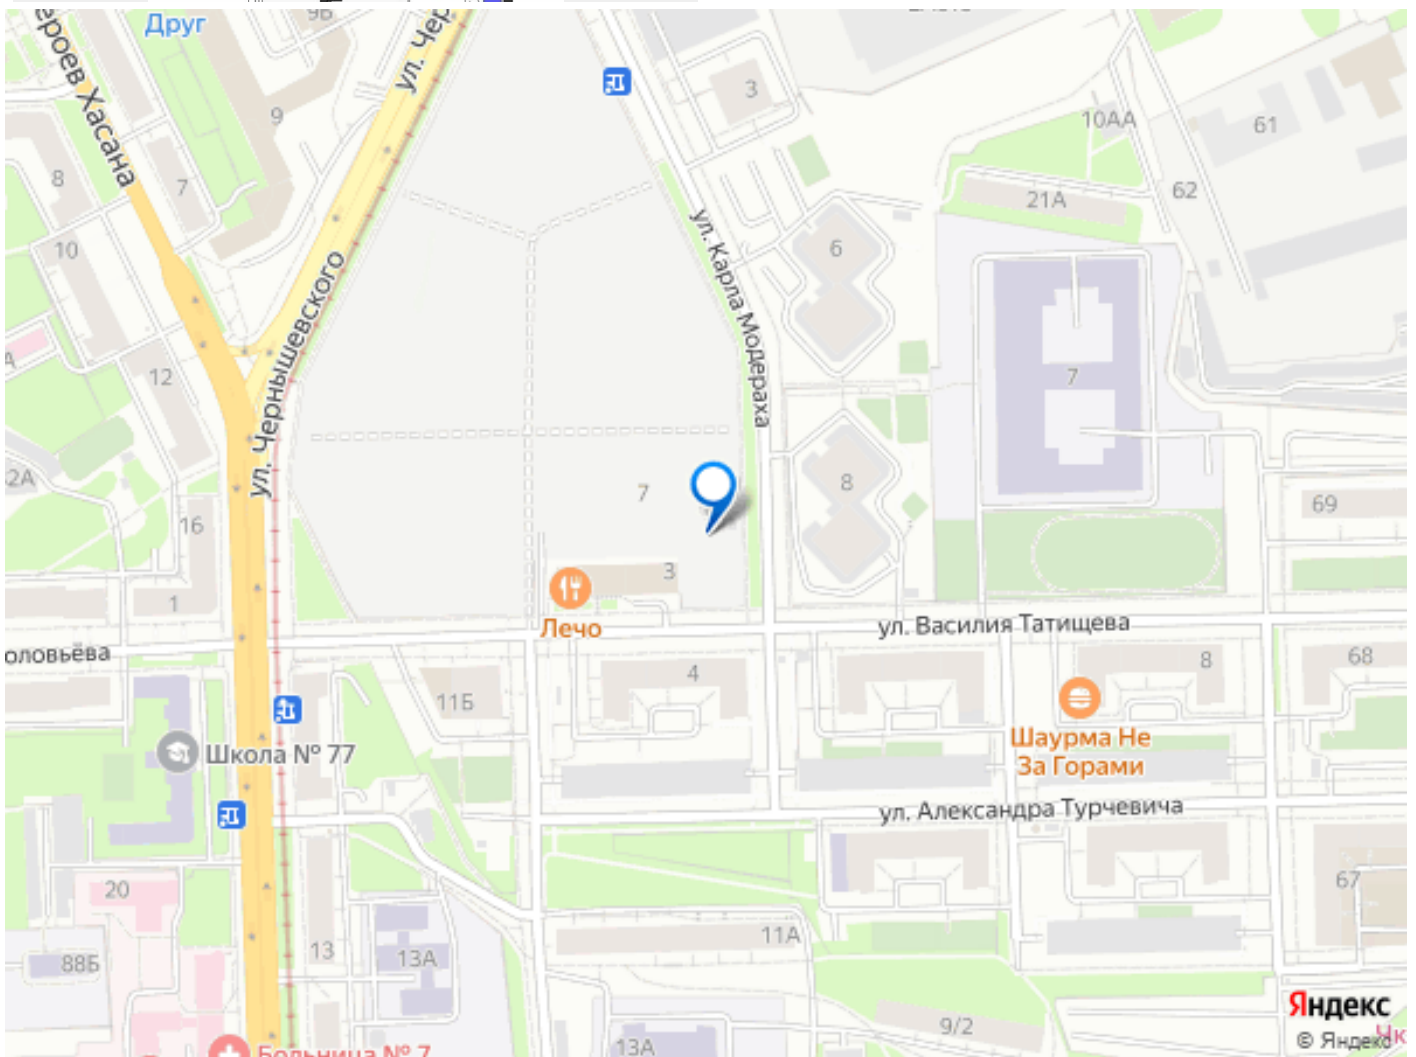 Друг
9Б
ероев Хасана
ул. Чер
9
3
10АА
61
8
7
62
21А
10
6
ул. Карла Модераха
ул. Чернышевского
12
7
2А
7
8
69
16
3
1
Лечо
ул. Василия Татищева
оловьёва
4
8
68
11Б
Школа № 77
Шаурма Не
За Горами
ул. Александра Турчевича
20
67
11А
13
13А
88Б
9/2
13А
Больница № 7
Яндекс
© Яндекс
Чк